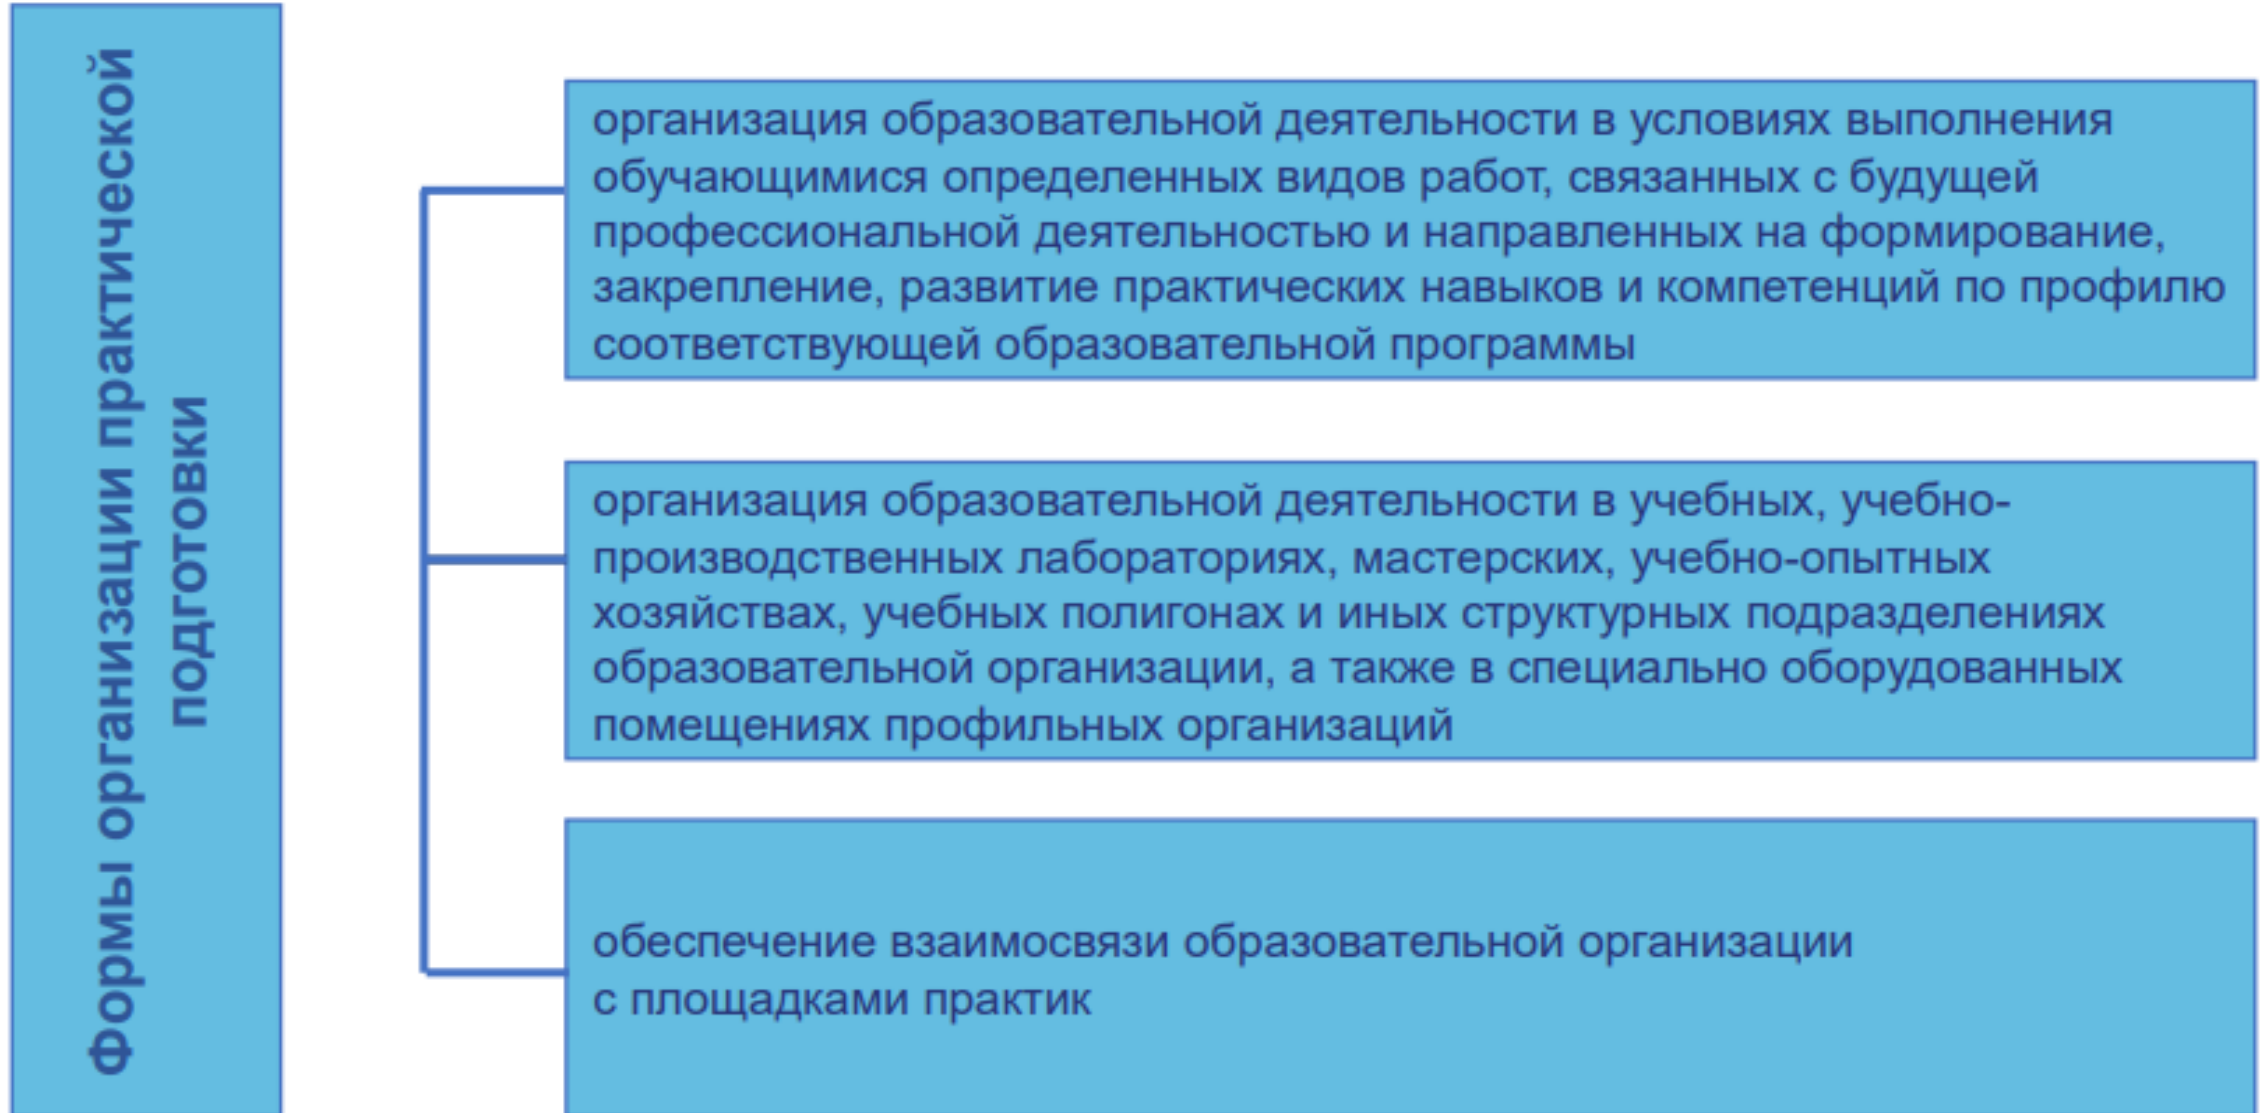 Формы организации практической
подготовки
организация образовательной деятельности в условиях выполнения
обучающимися определенных видов работ, связанных с будущей
профессиональной деятельностью и направленных на формирование,
закрепление, развитие практических навыков и компетенций по профилю
соответствующей образовательной программы
организация образовательной деятельности в учебных, учебно-
производственных лабораториях, мастерских, учебно-опытных
хозяйствах, учебных полигонах и иных структурных подразделениях
образовательной организации, а также в специально оборудованных
помещениях профильных организаций
обеспечение взаимосвязи образовательной организации
с площадками практик